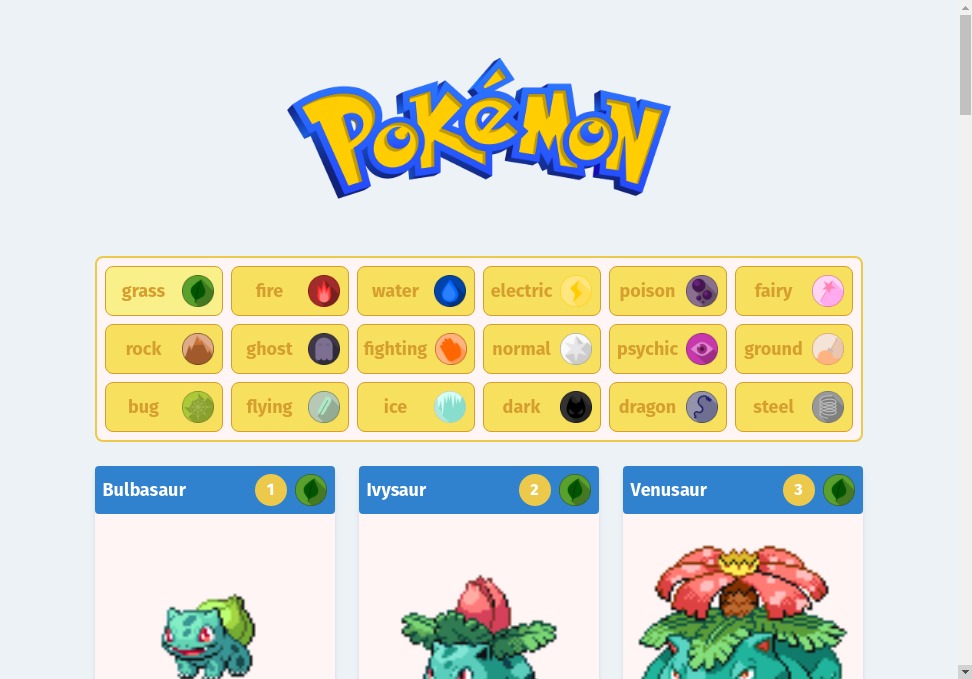 Pokémon
grass fire water electric poison fairy
rock ghost fighting normal psychic ground
bug flying ice dark dragon steel
Bulbasaur 1 Ivysaur 2 Venusaur 3